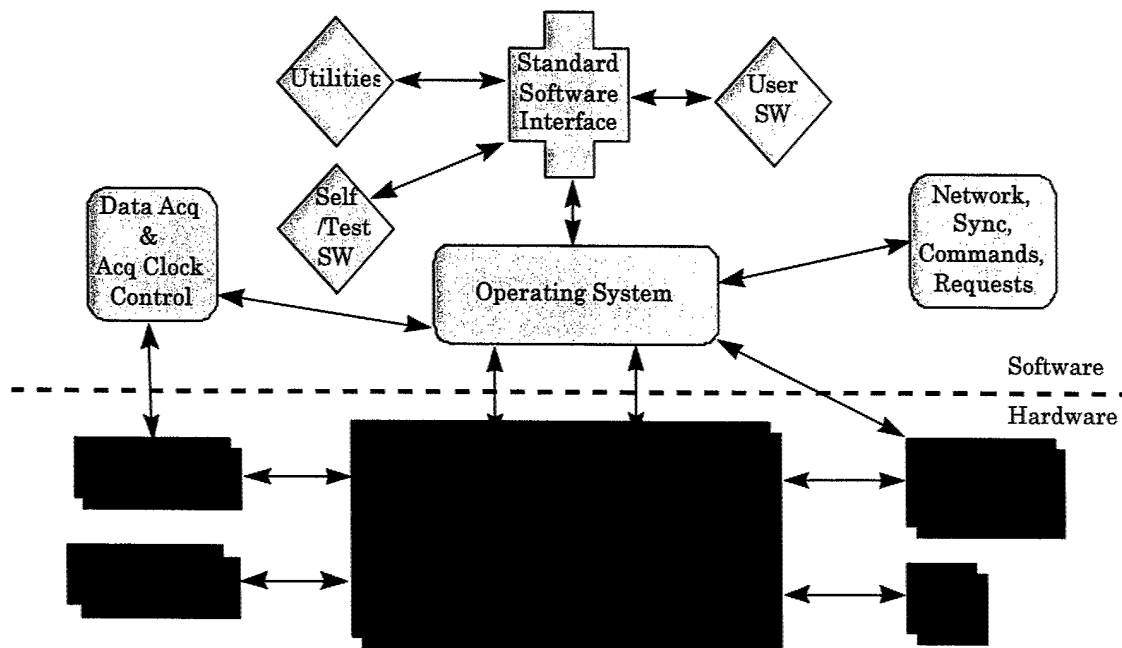 Utilities
Standard
Software
Interface
User
SW
Self
/Test
SW
Data Acq
&
Acq Clock
Control
Operating System
Network,
Sync,
Commands,
Requests
Software
Hardware